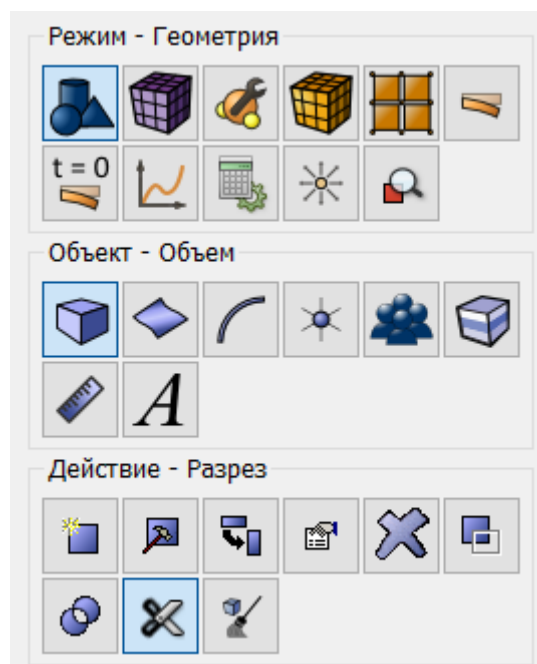 Режим - Геометрия
t = 0
Объект - Объем
A
Действие - Разрез